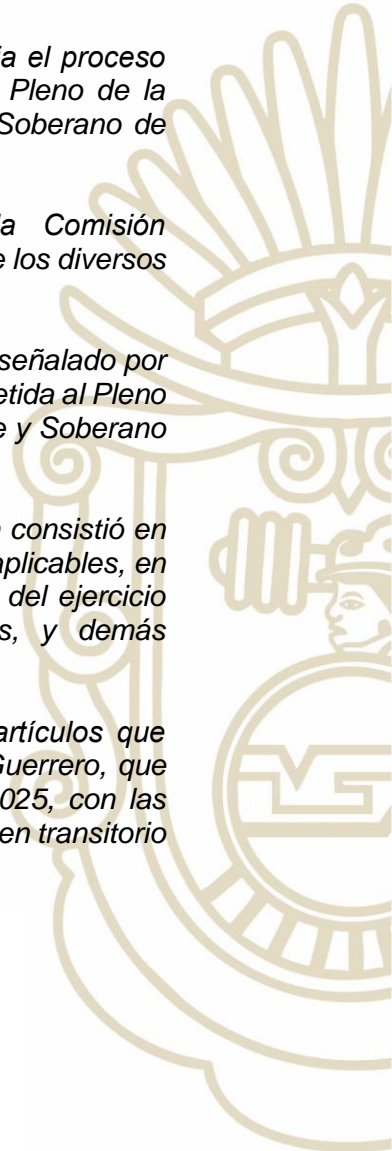 ía el proceso
Pleno de la
Soberano de
la Comisión
e los diversos
señalado por
etida al Pleno
e y Soberano
consistió en
aplicables, en
del ejercicio
s, y demás
artículos que
Guerrero, que
025, con las
en transitorio